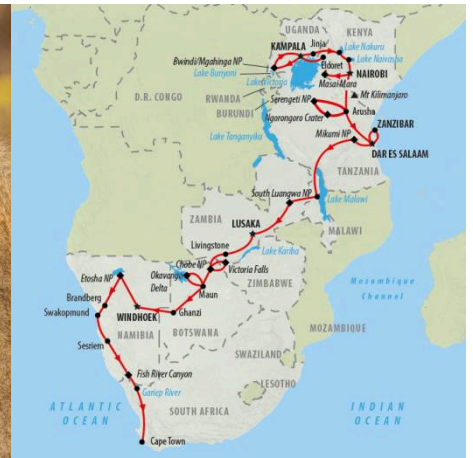 UGANDA
KENYA
KAMPALA
Jinja
Lake Nakuru
Bwindi/Mgahinga NP
Eldoret
Lake Naivasha
Lake Bunyoni
Lake Victoria
NAIROBI
Masai Mara
Mt Kilimanjaro
D.R. CONGO
RWANDA
Serengeti NP
BURUNDI
Arusha
Ngorongoro Crater
ZANZIBAR
Lake Tanganyika
Mikumi NP
DAR ES SALAAM
TANZANIA
South Luangwa NP
Lake Malawi
ZAMBIA
LUSAKA
MALAWI
Livingstone
Lake Kariba
Chobe NP
Etosha NP
Okavango
Delta
Victoria Falls
Mozambique
Channel
ZIMBABWE
Brandberg
Maun
Swakopmund
WINDHOEK
Ghanzi
MOZAMBIQUE
NAMIBIA
BOTSWANA
Sesriem
SWAZILAND
Fish River Canyon
LESOTHO
Gariep River
ATLANTIC
OCEAN
SOUTH AFRICA
INDIAN
OCEAN
Cape Town